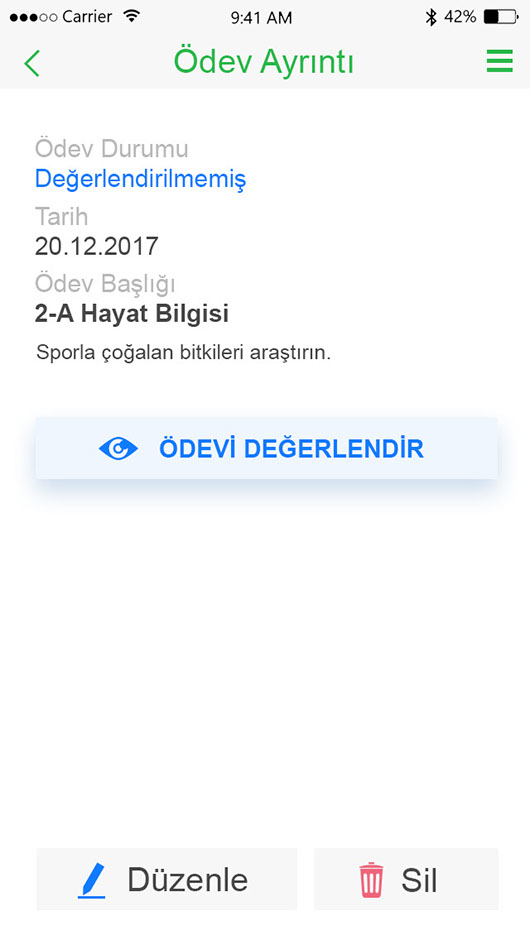 Carrier 9:41 AM 42%
Ödev Ayrıntı
Ödev Durumu
Değerlendirilmemiş
Tarih
20.12.2017
Ödev Başlığı
2-A Hayat Bilgisi
Sporla çoğalan bitkileri araştırın.
ÖDEVİ DEĞERLENDİR
Düzenle Sil